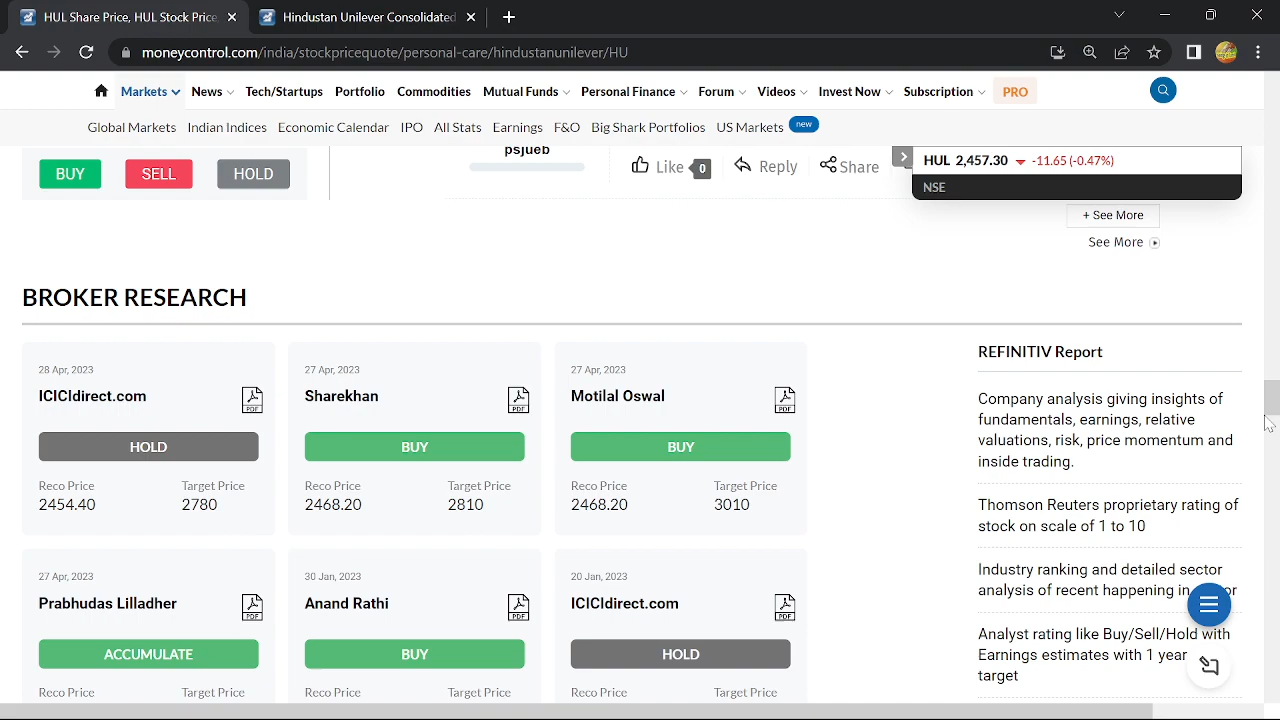 HUL Share Price, HUL Stock Price,
Hindustan Unilever Consolidated
moneycontrol.com/india/stockpricequote/personal-care/hindustanunilever/HU
Markets News Tech/Startups Portfolio Commodities Mutual Funds Personal Finance Forum Videos Invest Now Subscription PRO
Global Markets Indian Indices Economic Calendar IPO All Stats Earnings F&O Big Shark Portfolios US Markets new
psjueb
BUY SELL HOLD
Like 0 Reply Share
HUL 2,457.30 -11.65 (-0.47%)
NSE
+ See More
See More
BROKER RESEARCH
28 Apr, 2023
ICICIdirect.com
PDF
HOLD
Reco Price Target Price
2454.40 2780
27 Apr, 2023
Sharekhan
PDF
BUY
Reco Price Target Price
2468.20 2810
27 Apr, 2023
Motilal Oswal
PDF
BUY
Reco Price Target Price
2468.20 3010
27 Apr, 2023
Prabhudas Lilladher
PDF
ACCUMULATE
Reco Price Target Price
30 Jan, 2023
Anand Rathi
PDF
BUY
Reco Price Target Price
20 Jan, 2023
ICICIdirect.com
PDF
HOLD
Reco Price Target Price
REFINITIV Report
Company analysis giving insights of
fundamentals, earnings, relative
valuations, risk, price momentum and
inside trading.
Thomson Reuters proprietary rating of
stock on scale of 1 to 10
Industry ranking and detailed sector
analysis of recent happening in
Analyst rating like Buy/Sell/Hold with
Earnings estimates with 1 year
target